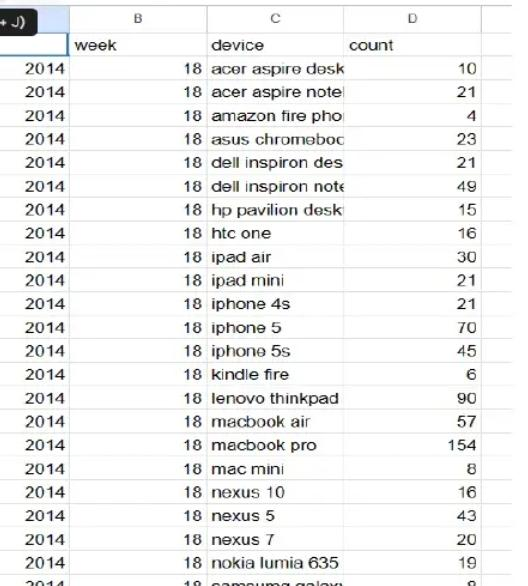 + J)
B C D
week device count
2014 18 acer aspire desk 10
2014 18 acer aspire note 21
2014 18 amazon fire pho 4
2014 18 asus chromeboo 23
2014 18 dell inspiron des 21
2014 18 dell inspiron note 49
2014 18 hp pavilion desk 15
2014 18 htc one 16
2014 18 ipad air 30
2014 18 ipad mini 21
2014 18 iphone 4s 21
2014 18 iphone 5 70
2014 18 iphone 5s 45
2014 18 kindle fire 6
2014 18 lenovo thinkpad 90
2014 18 macbook air 57
2014 18 macbook pro 154
2014 18 mac mini 8
2014 18 nexus 10 16
2014 18 nexus 5 43
2014 18 nexus 7 20
2014 18 nokia lumia 635 19
2014 18